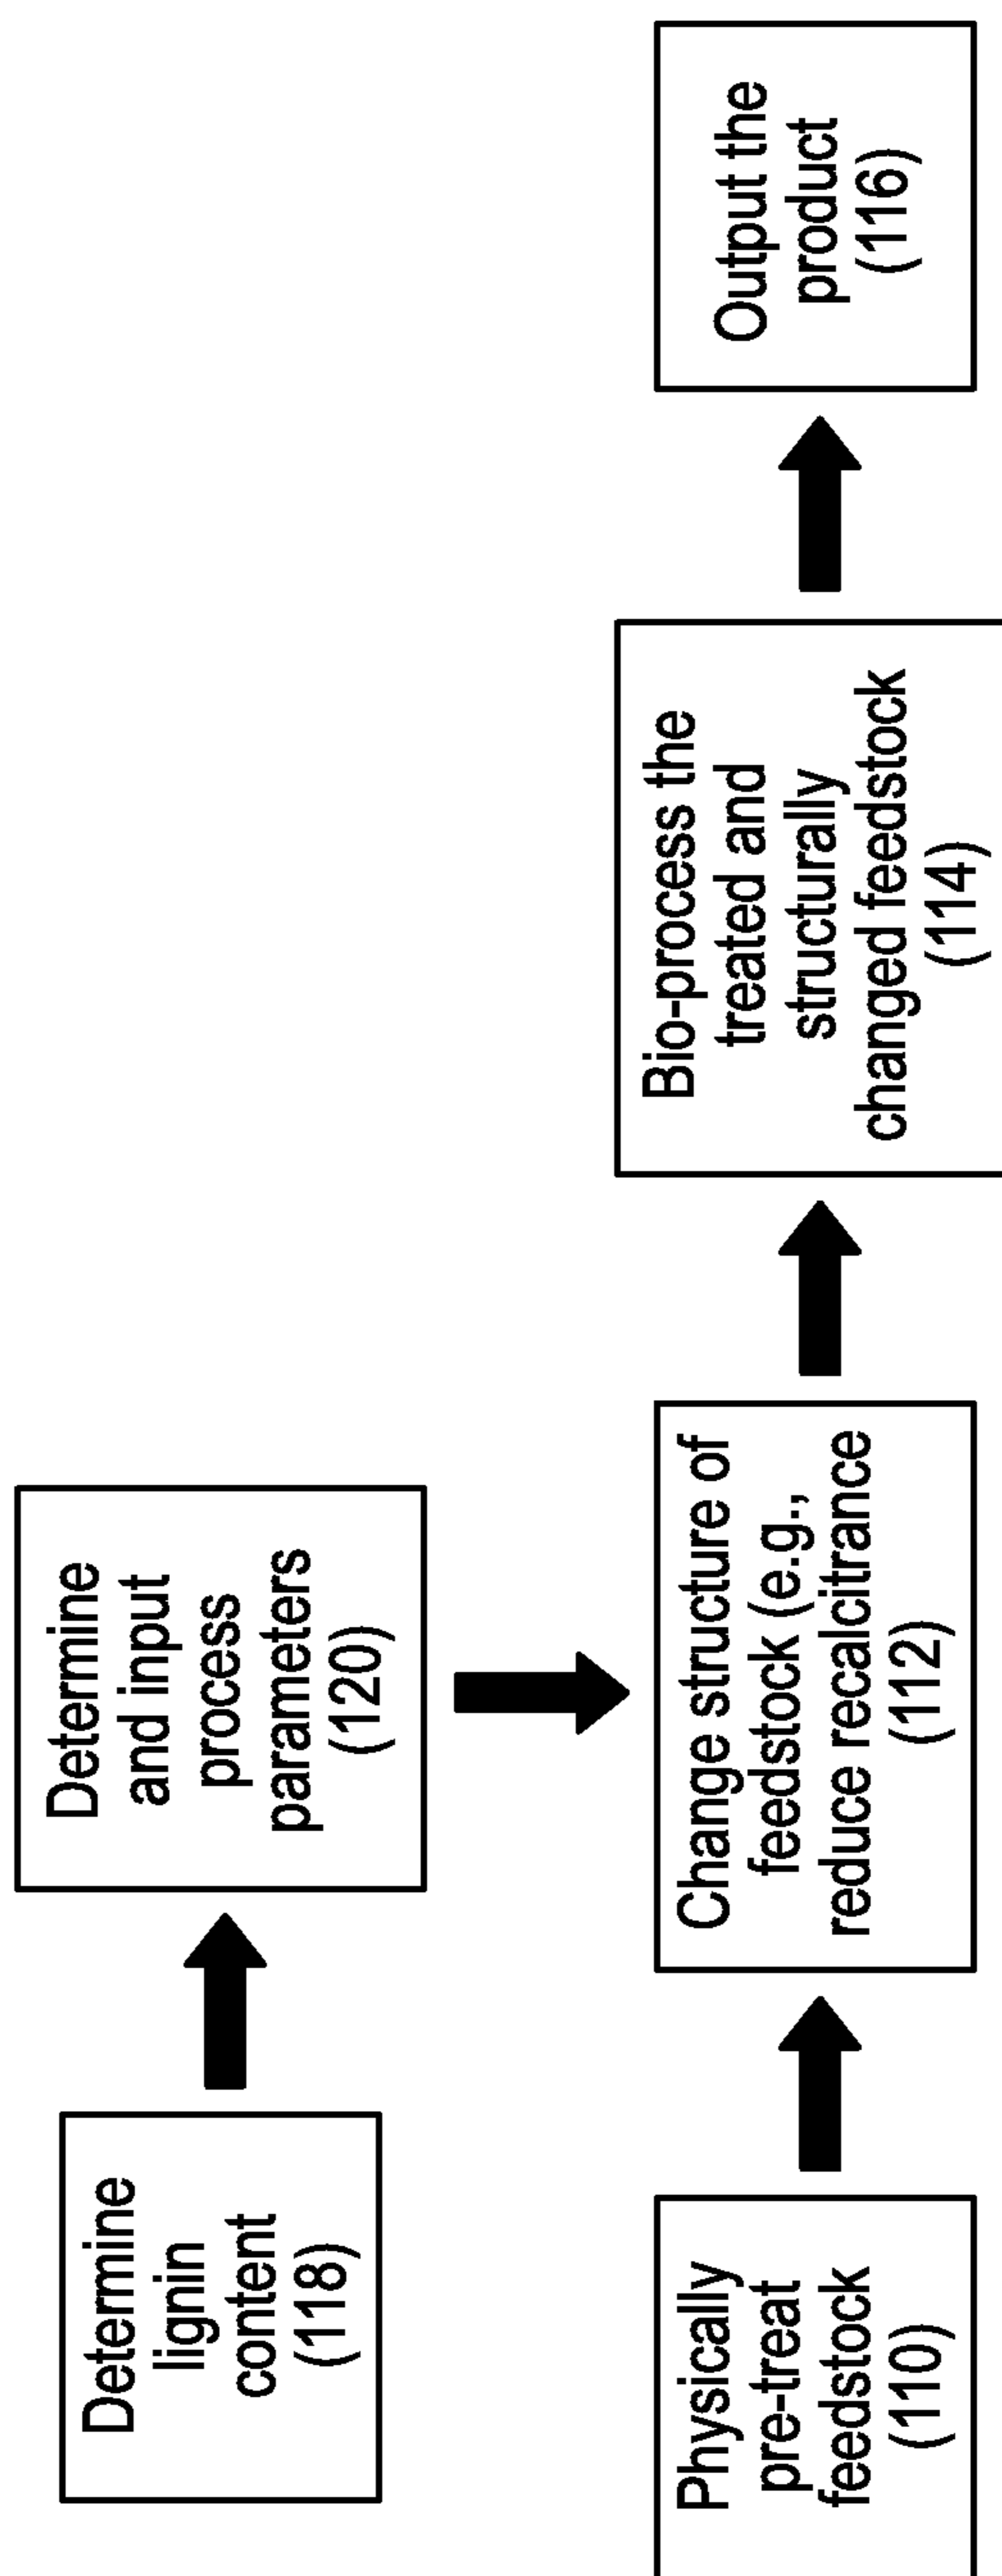 Determine
lignin
content
(118)
Determine
and input
process
parameters
(120)
Physically
pre-treat
feedstock
(110)
Change structure of
feedstock (e.g.,
reduce recalcitrance
(112)
Bio-process the
treated and
structurally
changed feedstock
(114)
Output the
product
(116)